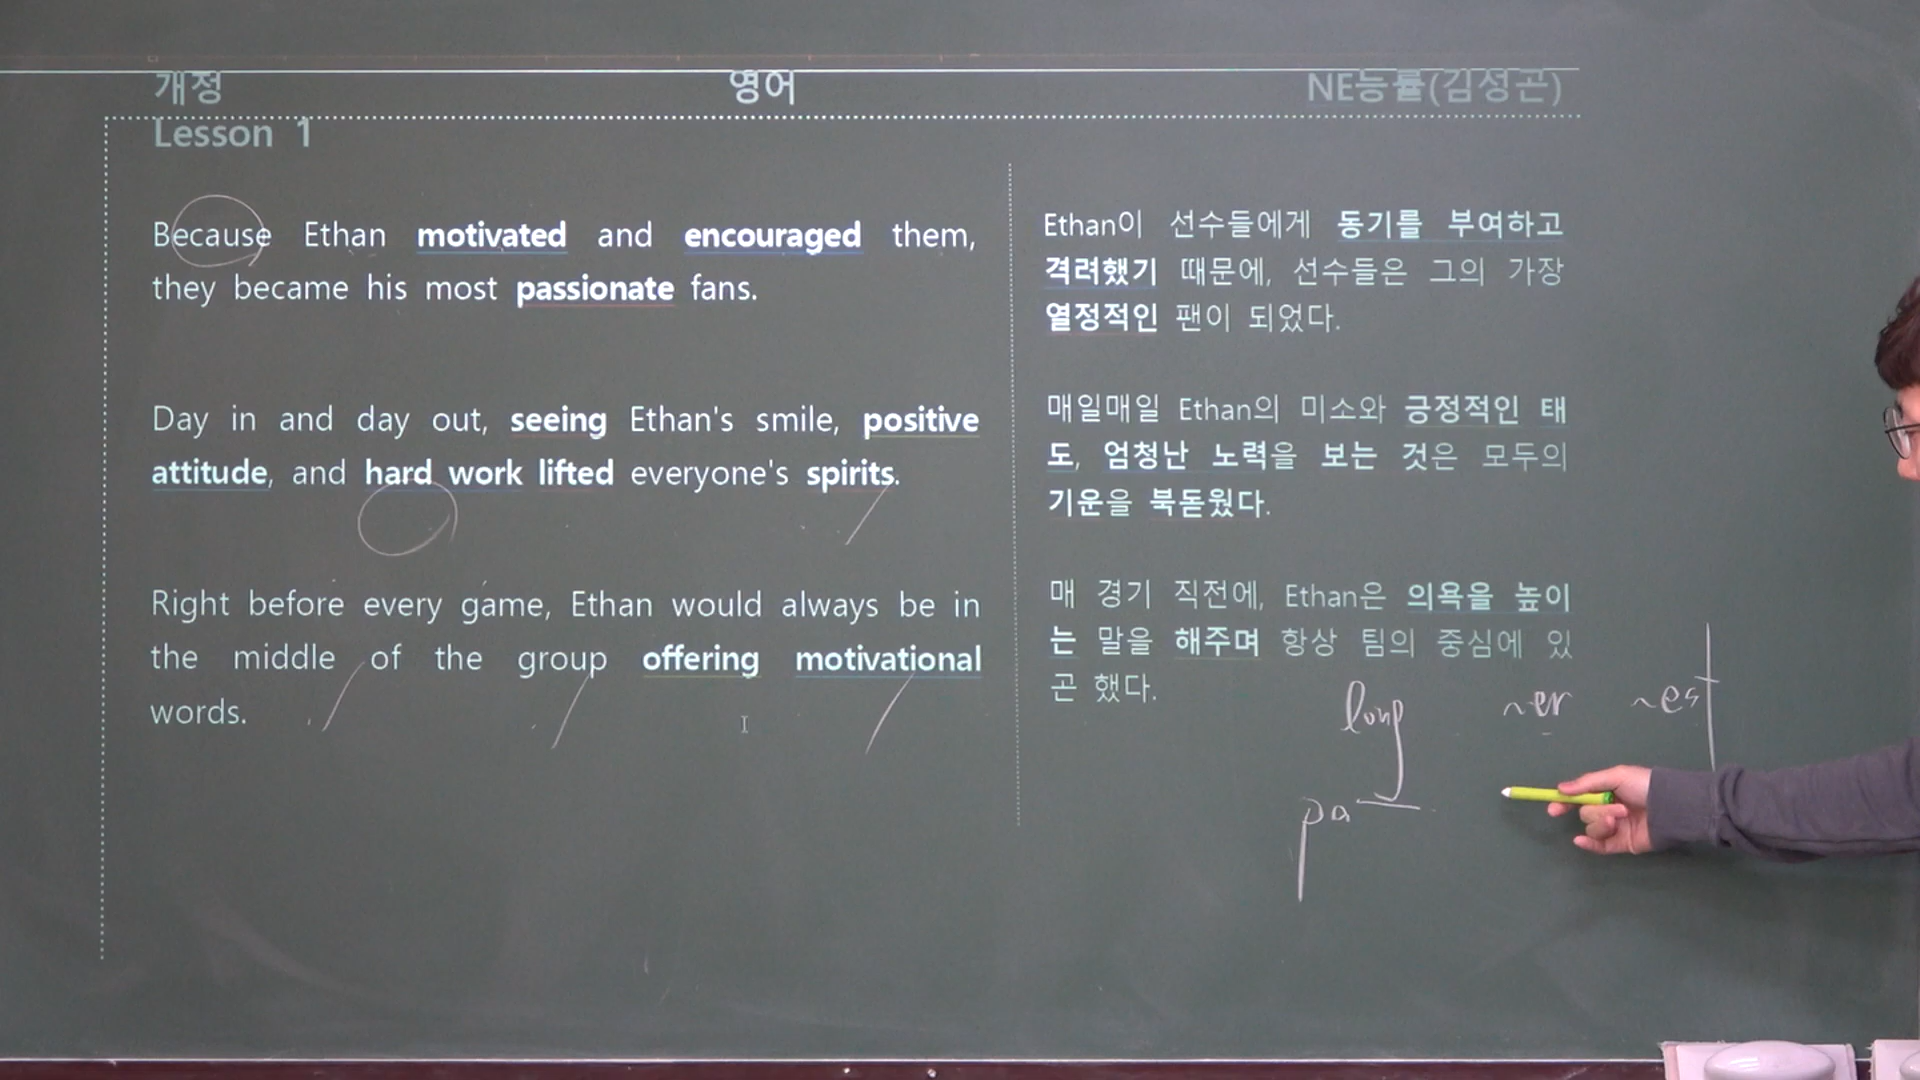 개정 영어 NE능률(김성곤)
Lesson 1
Because Ethan motivated and encouraged them,
they became his most passionate fans.
Day in and day out, seeing Ethan's smile, positive
attitude, and hard work lifted everyone's spirits.
Right before every game, Ethan would always be in
the middle of the group offering motivational
words.
Ethan이 선수들에게 동기를 부여하고
격려했기 때문에, 선수들은 그의 가장
열정적인 팬이 되었다.
매일매일 Ethan의 미소와 긍정적인 태
도, 엄청난 노력을 보는 것은 모두의
기운을 북돋웠다.
매 경기 직전에, Ethan은 의욕을 높이
는 말을 해주며 항상 팀의 중심에 있
곤 했다.
long ~er ~est
pa